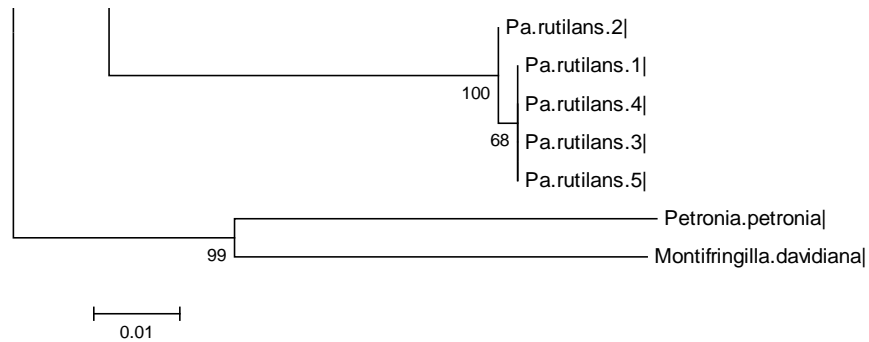 Pa.rutilans.2|
Pa.rutilans.1|
100
Pa.rutilans.4|
68
Pa.rutilans.3|
Pa.rutilans.5|
Petronia.petronia|
99
Montifringilla.davidiana|
0.01